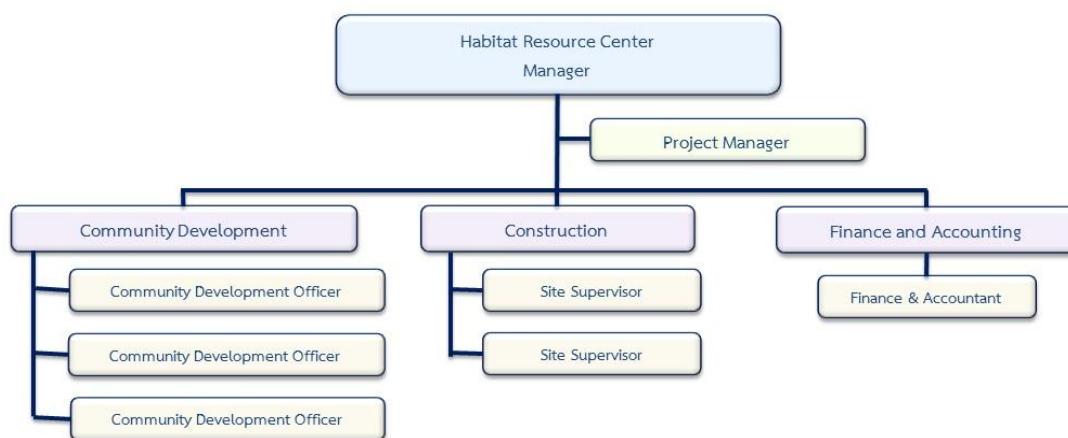 Habitat Resource Center
Manager
Project Manager
Community Development
Construction
Finance and Accounting
Community Development Officer
Site Supervisor
Finance & Accountant
Community Development Officer
Site Supervisor
Community Development Officer